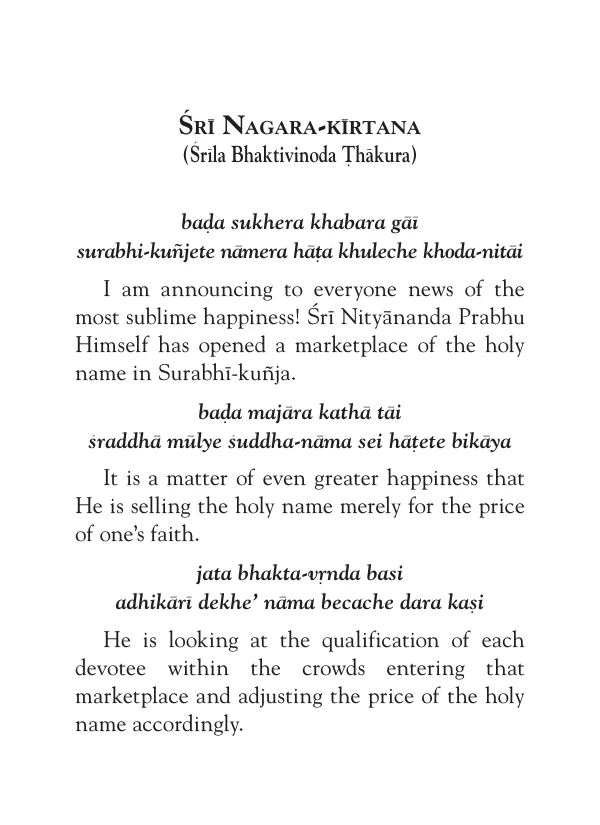 Śrī Nagara-kīrtana
(Śrīla Bhaktivinoda Ṭhākura)
baḍa sukhera khabara gāī
surabhi-kuñjete nāmera hāṭa khuleche khoda-nitāi
I am announcing to everyone news of the
most sublime happiness! Śrī Nityānanda Prabhu
Himself has opened a marketplace of the holy
name in Surabhī-kuñja.
baḍa majāra kathā tāi
śraddhā mūlye śuddha-nāma sei hāṭete bikāya
It is a matter of even greater happiness that
He is selling the holy name merely for the price
of one’s faith.
jata bhakta-vṛnda basi
adhikārī dekhe’ nāma becache dara kaṣi
He is looking at the qualification of each
devotee within the crowds entering that
marketplace and adjusting the price of the holy
name accordingly.